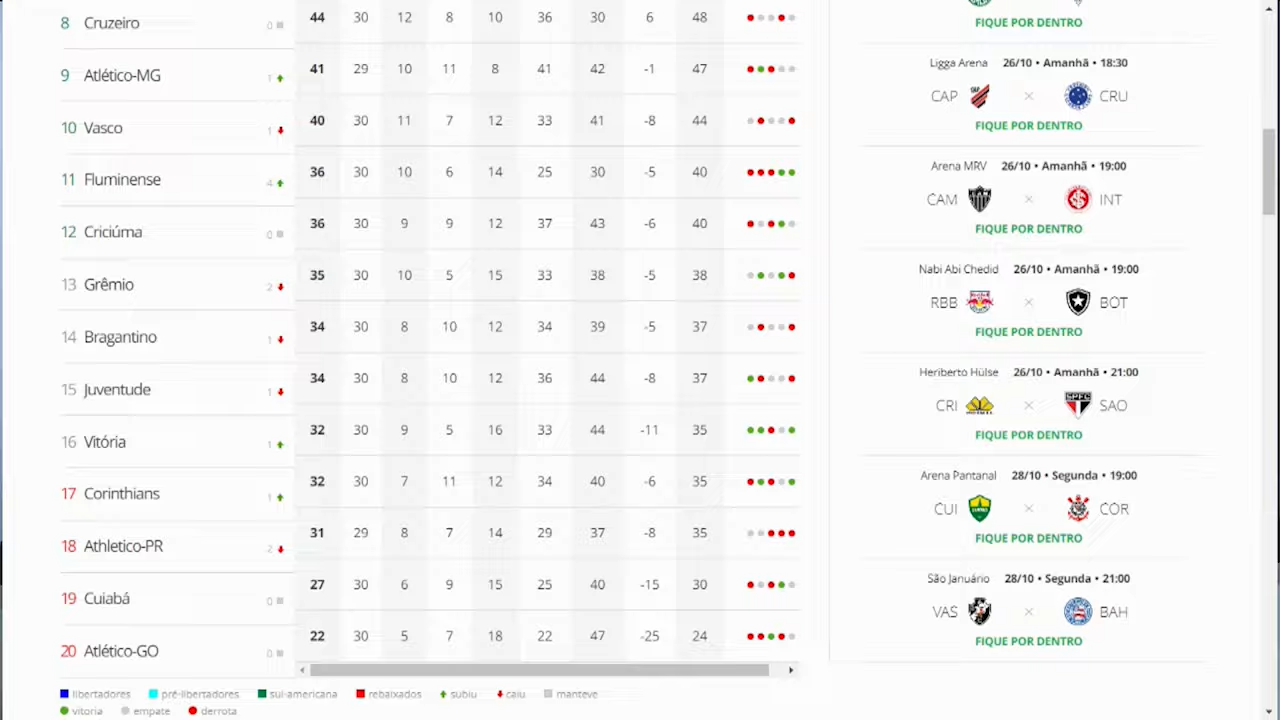 8 Cruzeiro 0 44 30 12 8 10 36 30 6 48
9 Atlético-MG 1 41 29 10 11 8 41 42 -1 47
10 Vasco 1 40 30 11 7 12 33 41 -8 44
11 Fluminense 4 36 30 10 6 14 25 30 -5 40
12 Criciúma 0 36 30 9 9 12 37 43 -6 40
13 Grêmio 2 35 30 10 5 15 33 38 -5 38
14 Bragantino 1 34 30 8 10 12 34 39 -5 37
15 Juventude 1 34 30 8 10 12 36 44 -8 37
16 Vitória 1 32 30 9 5 16 33 44 -11 35
17 Corinthians 1 32 30 7 11 12 34 40 -6 35
18 Athletico-PR 2 31 29 8 7 14 29 37 -8 35
19 Cuiabá 0 27 30 6 9 15 25 40 -15 30
20 Atlético-GO 0 22 30 5 7 18 22 47 -25 24
libertadores pré-libertadores sul-americana rebaixados subiu caiu manteve
vitoria empate derrota
FIQUE POR DENTRO
Ligga Arena 26/10 • Amanhã • 18:30
CAP CAP × CRU
FIQUE POR DENTRO
Arena MRV 26/10 • Amanhã • 19:00
CAM × INT
FIQUE POR DENTRO
Nabi Abi Chedid 26/10 • Amanhã • 19:00
RBB × BOT
FIQUE POR DENTRO
Heriberto Hülse 26/10 • Amanhã • 21:00
CRI × SPFC SAO
FIQUE POR DENTRO
Arena Pantanal 28/10 • Segunda • 19:00
CUI × COR
FIQUE POR DENTRO
São Januário 28/10 • Segunda • 21:00
VAS × BAH
FIQUE POR DENTRO